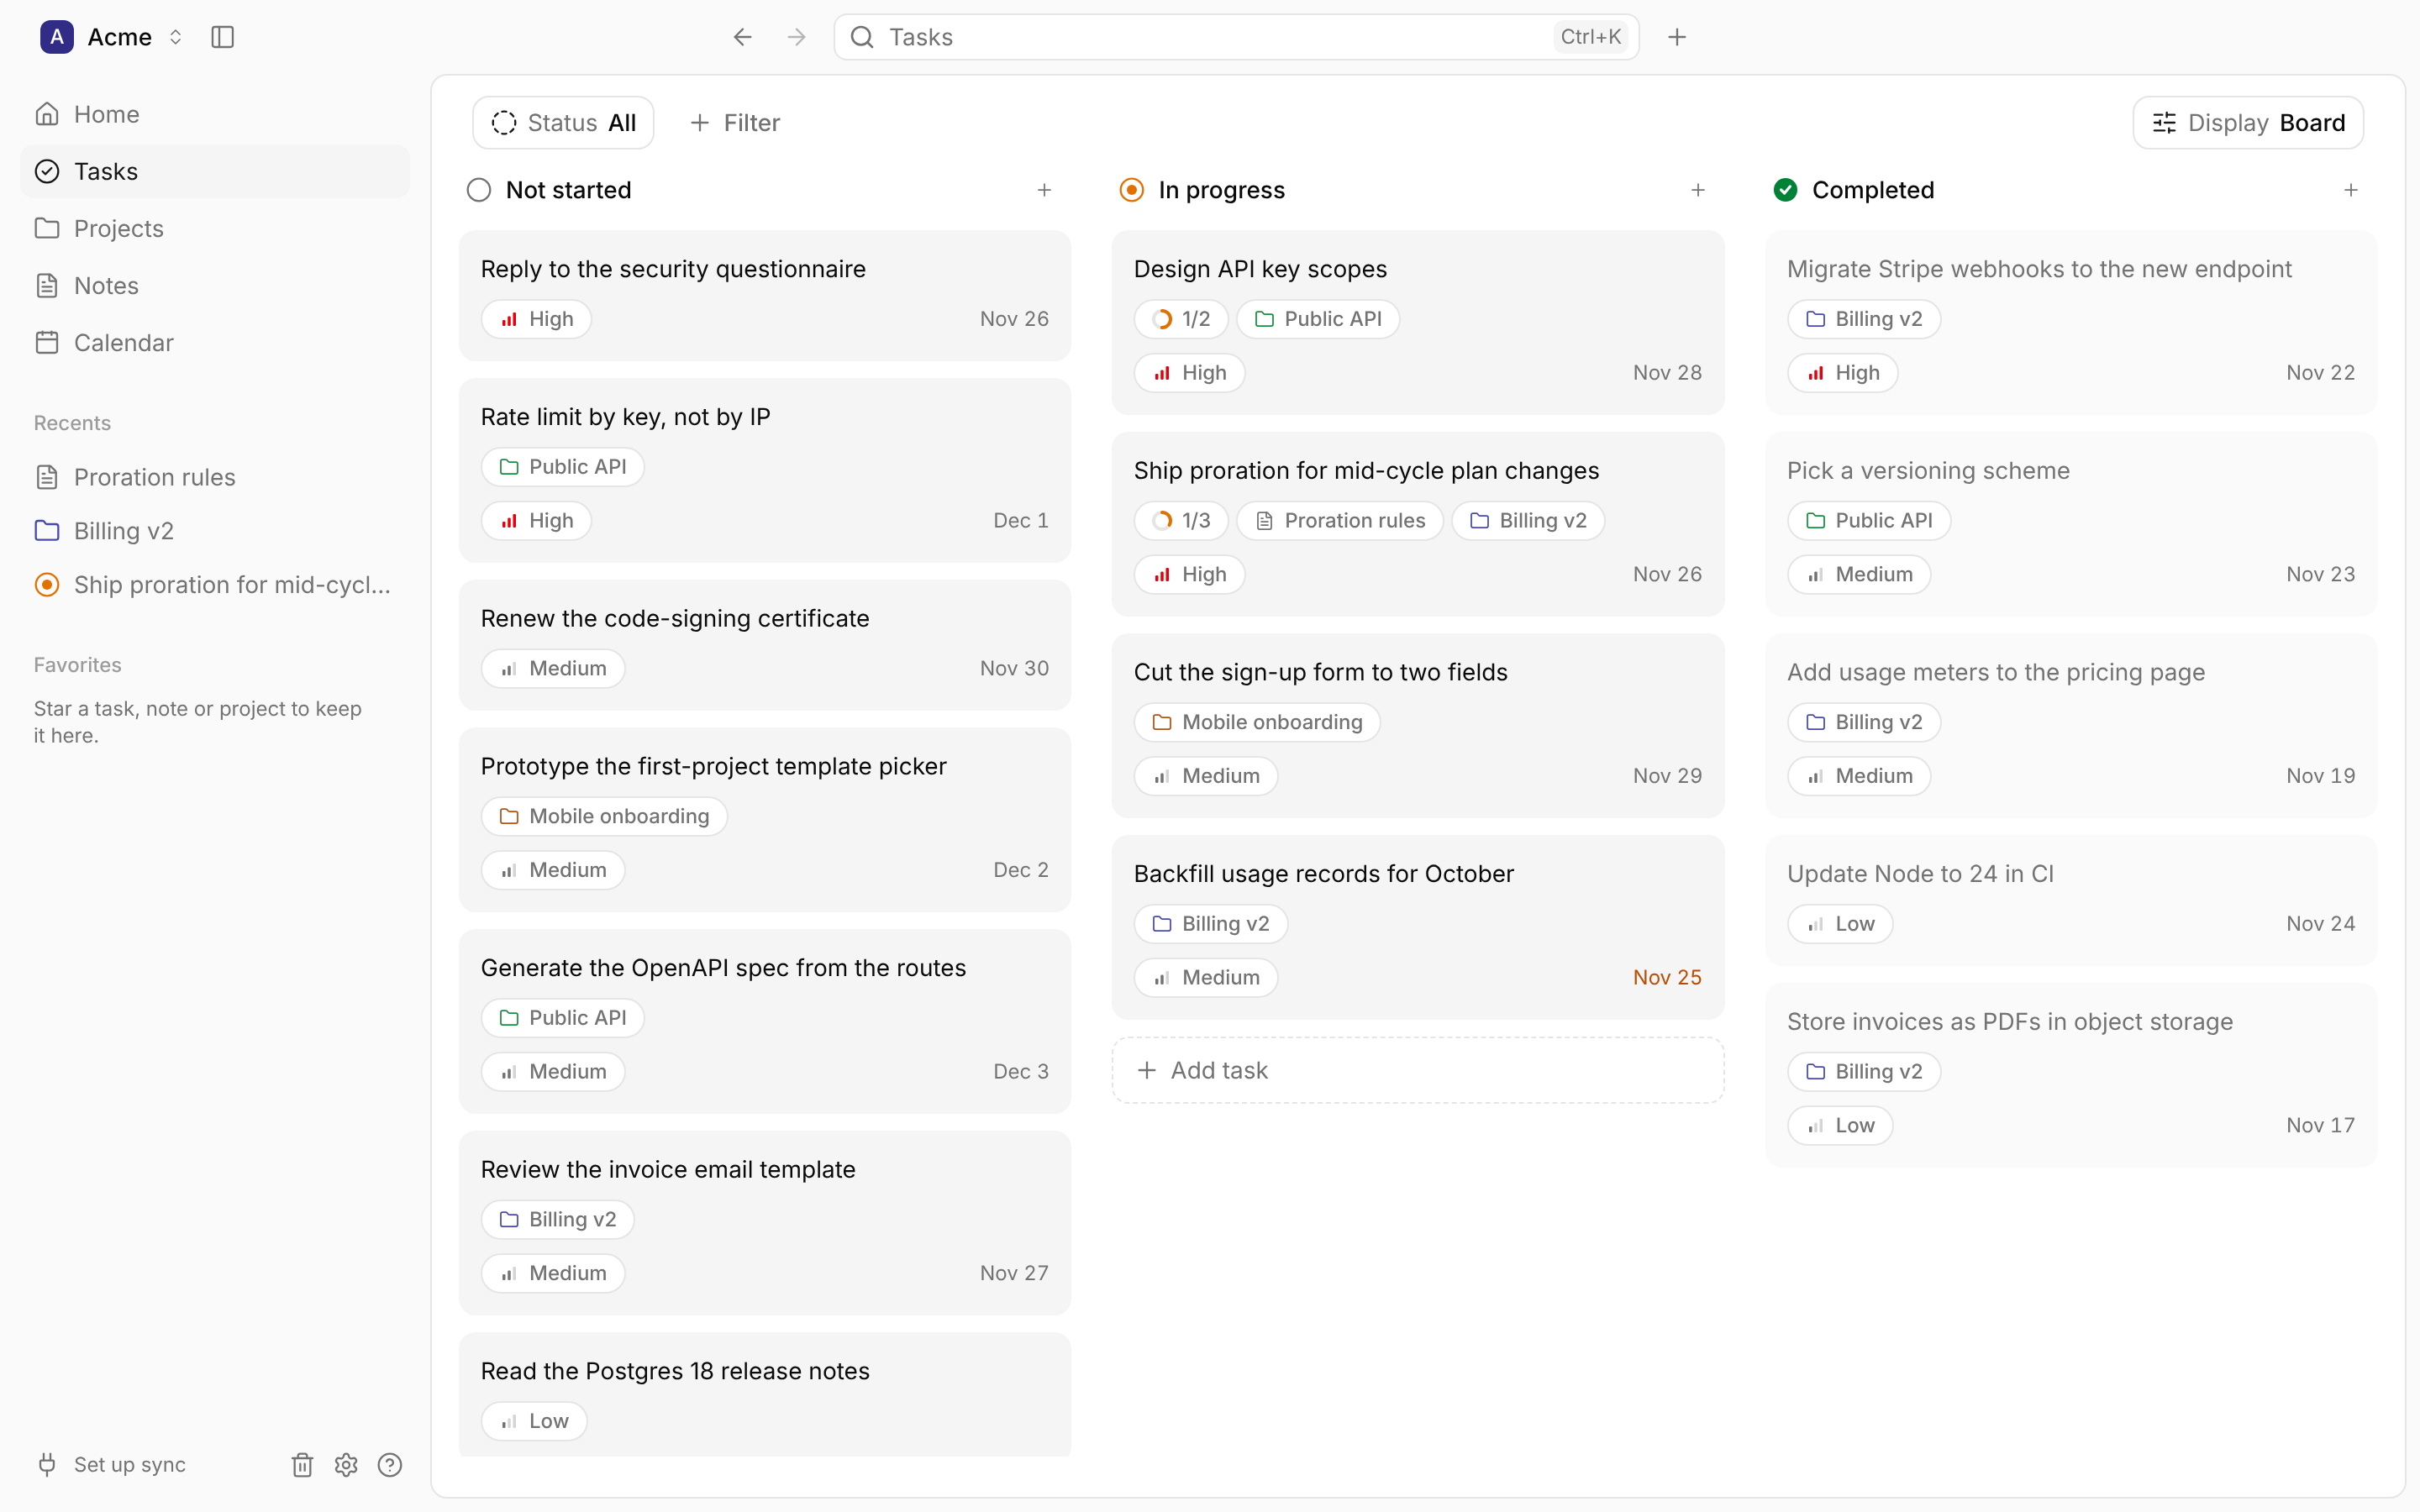 A Acme
Tasks Ctrl+K
Home
Tasks
Projects
Notes
Calendar
Recents
Proration rules
Billing v2
Ship proration for mid-cycl...
Favorites
Star a task, note or project to keep
it here.
Set up sync
Status All
Filter
Display Board
Not started
Reply to the security questionnaire
High Nov 26
Rate limit by key, not by IP
Public API
High Dec 1
Renew the code-signing certificate
Medium Nov 30
Prototype the first-project template picker
Mobile onboarding
Medium Dec 2
Generate the OpenAPI spec from the routes
Public API
Medium Dec 3
Review the invoice email template
Billing v2
Medium Nov 27
Read the Postgres 18 release notes
Low
In progress
Design API key scopes
1/2 Public API
High Nov 28
Ship proration for mid-cycle plan changes
1/3 Proration rules Billing v2
High Nov 26
Cut the sign-up form to two fields
Mobile onboarding
Medium Nov 29
Backfill usage records for October
Billing v2
Medium Nov 25
Add task
Completed
Migrate Stripe webhooks to the new endpoint
Billing v2
High Nov 22
Pick a versioning scheme
Public API
Medium Nov 23
Add usage meters to the pricing page
Billing v2
Medium Nov 19
Update Node to 24 in CI
Low Nov 24
Store invoices as PDFs in object storage
Billing v2
Low Nov 17